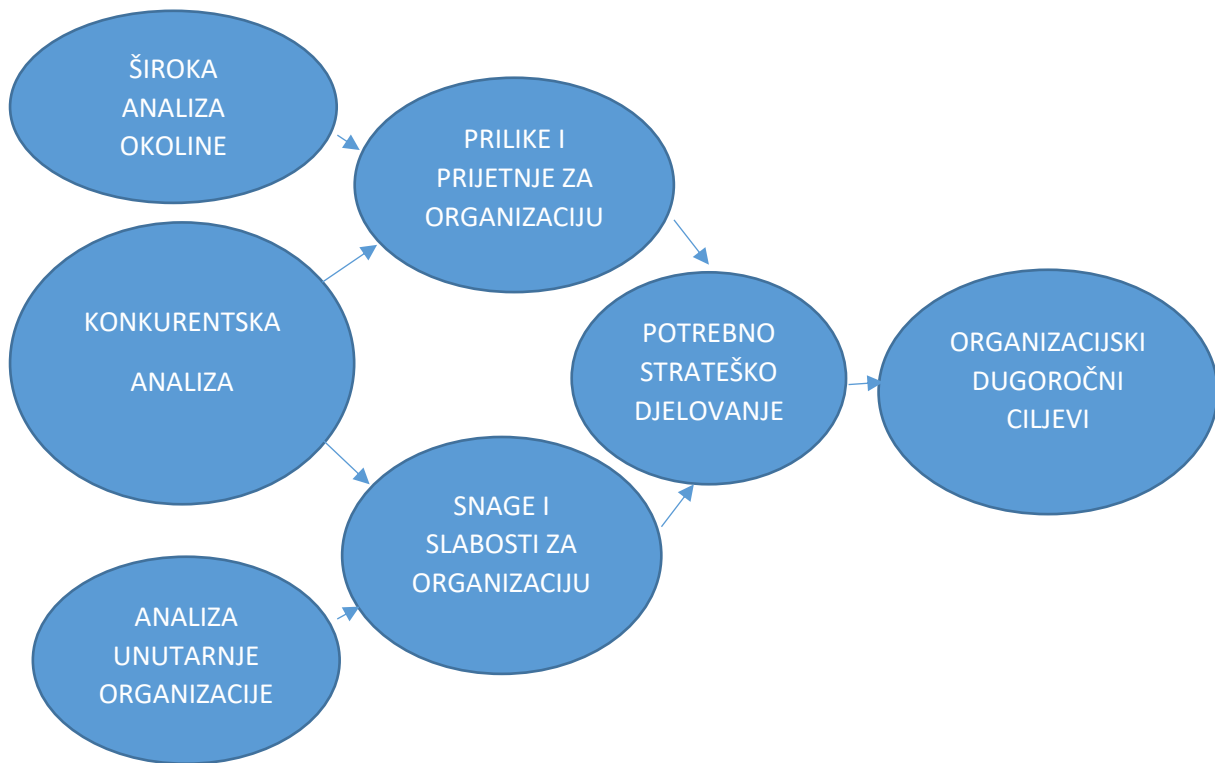 ŠIROKA
ANALIZA
OKOLINE
PRILIKE I
PRIJETNJE ZA
ORGANIZACIJU
KONKURENTSKA
ANALIZA
POTREBNO
STRATEŠKO
DJELOVANJE
ORGANIZACIJSKI
DUGOROČNI
CILJEVI
SNAGE I
SLABOSTI ZA
ORGANIZACIJU
ANALIZA
UNUTARNJE
ORGANIZACIJE